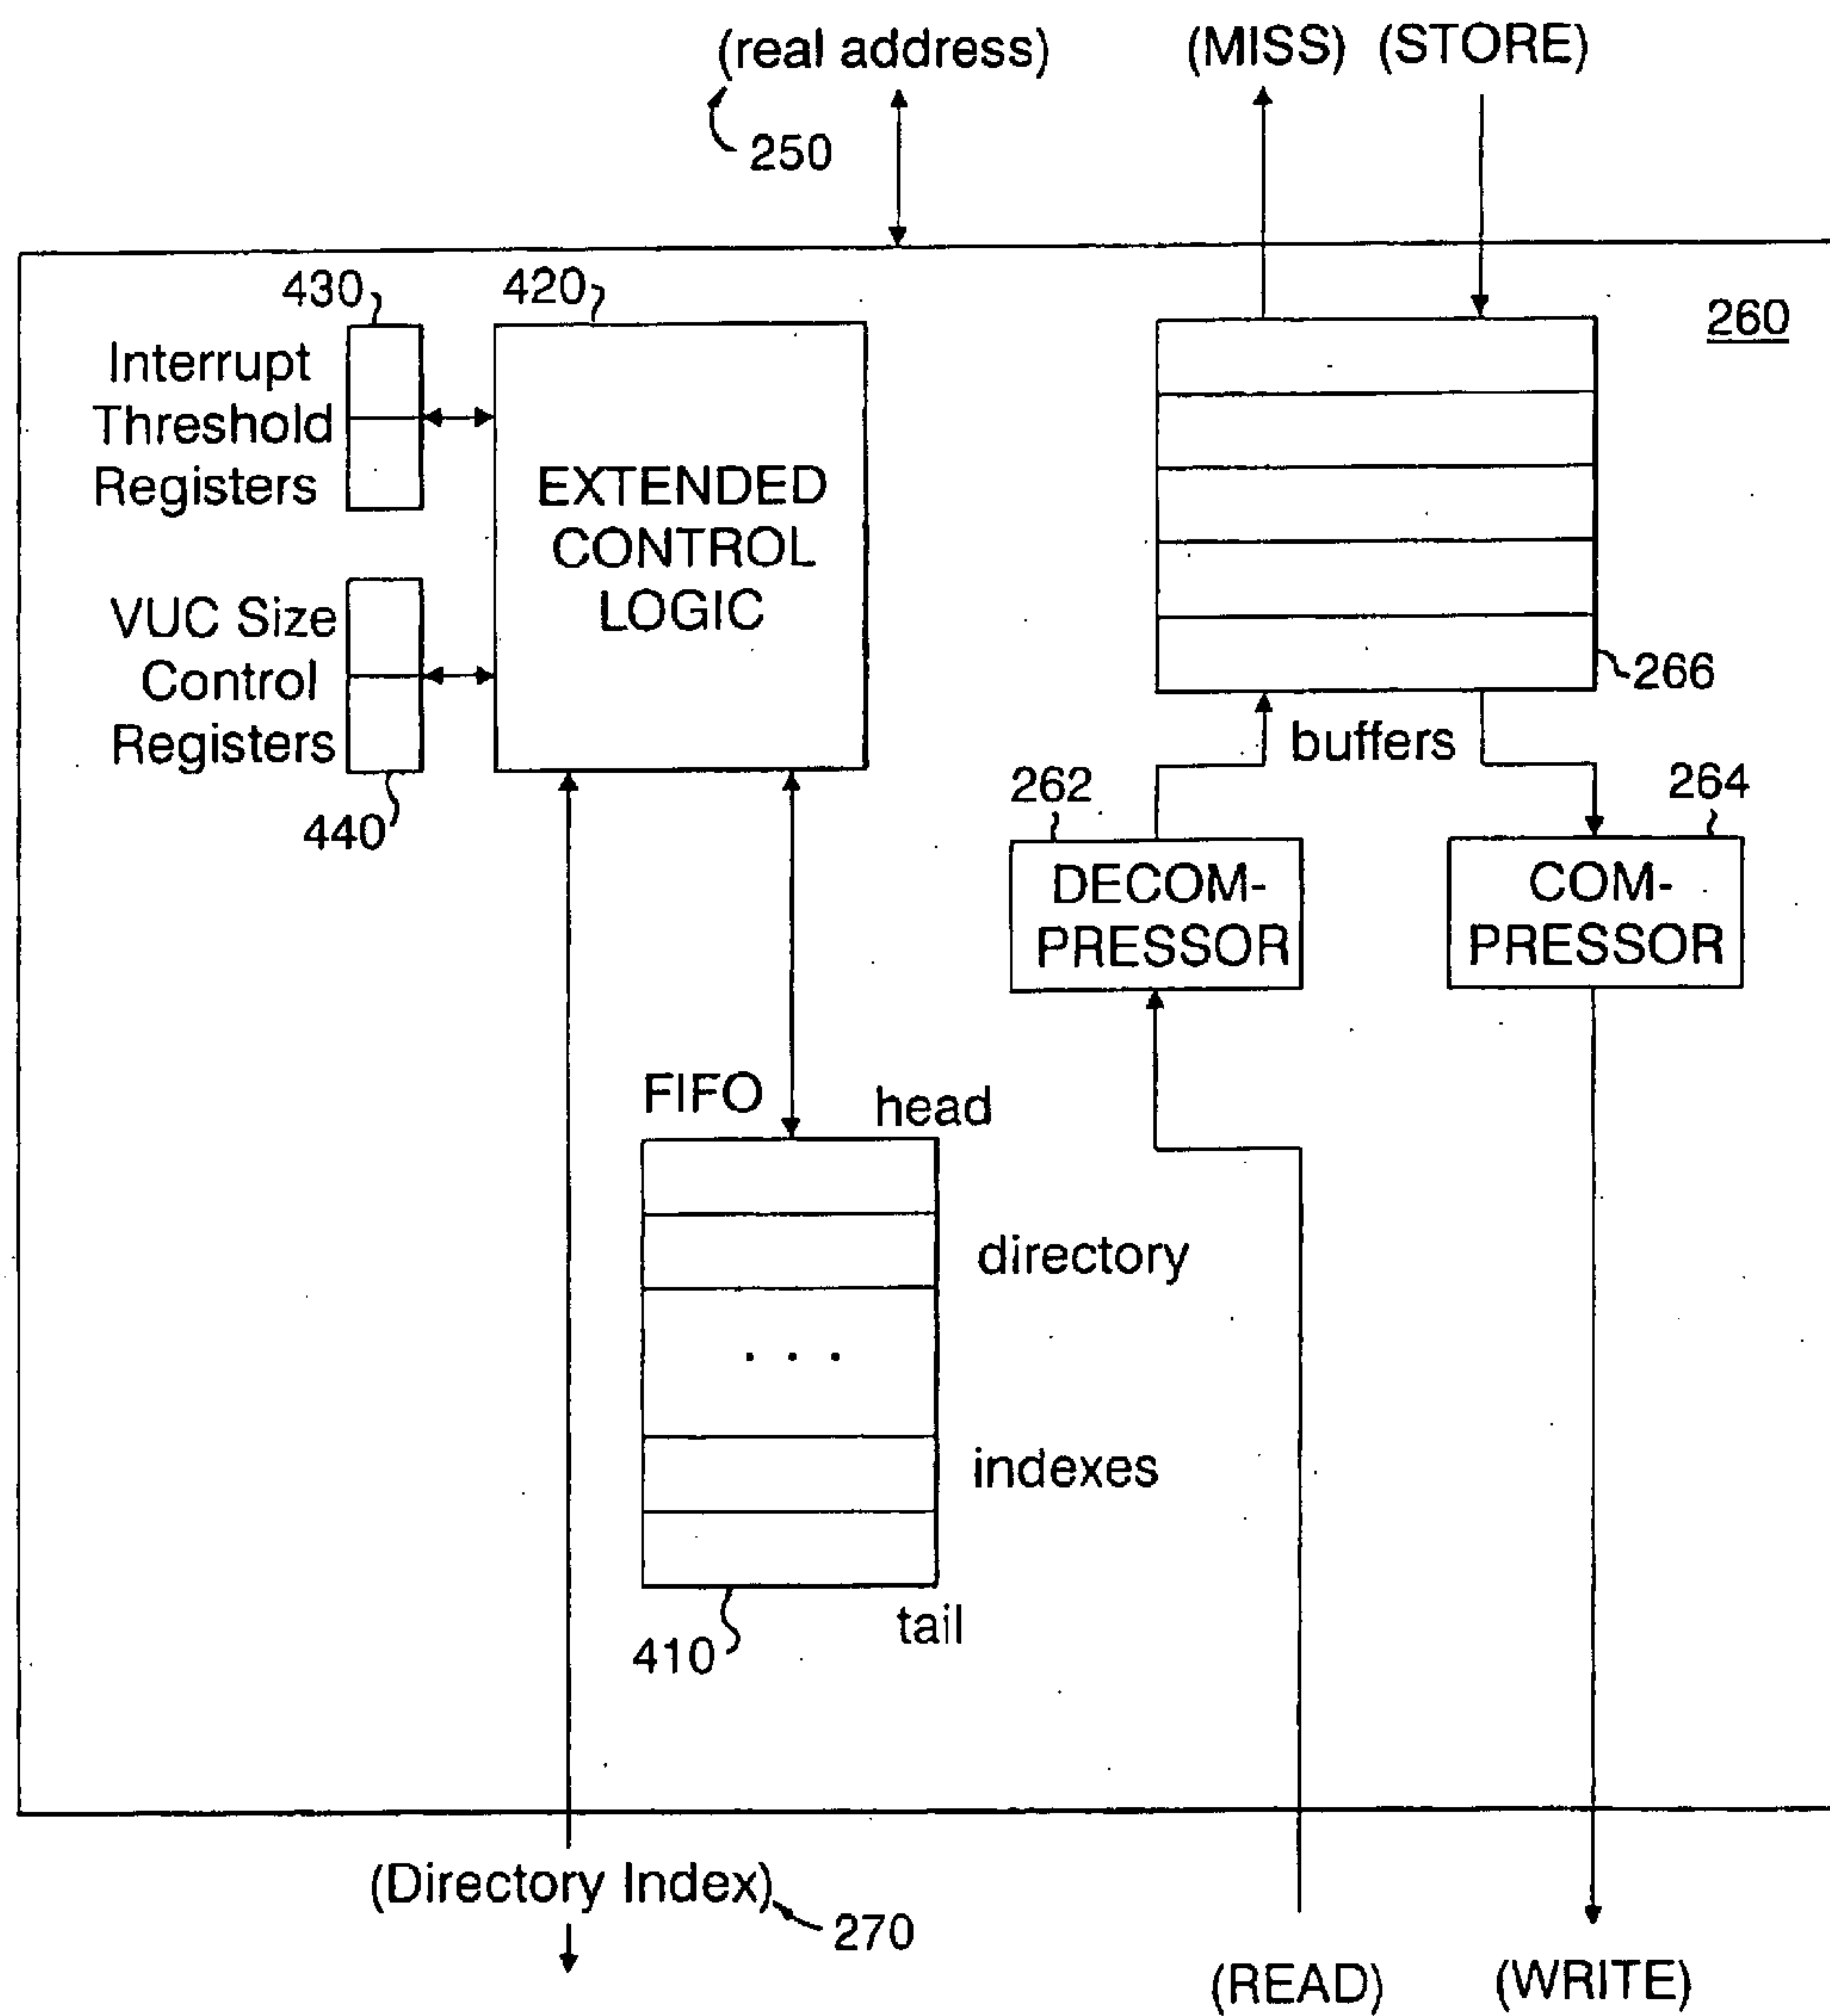 (real address)
(MISS) (STORE)
250
430
420
260
Interrupt
Threshold
Registers
EXTENDED
CONTROL
LOGIC
VUC Size
Control
Registers
440
266
buffers
262
264
DECOM-
PRESSOR
COM-
PRESSOR
FIFO
head
directory
. . .
indexes
tail
410
(Directory Index)
270
(READ)
(WRITE)